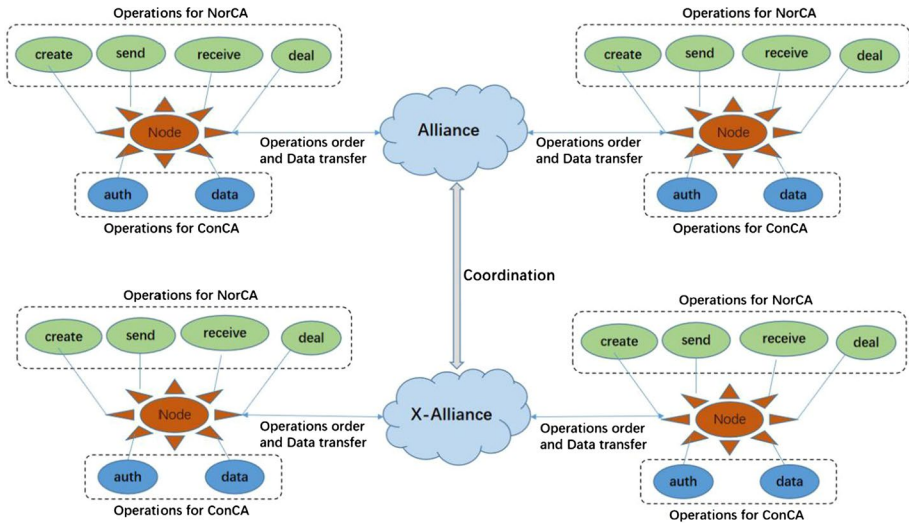 Operations for NorCA
Operations for NorCA
create
send
receive
deal
create
send
receive
deal
Node
Alliance
Node
Operations order
and Data transfer
Operations order
and Data transfer
auth
data
auth
data
Operations for ConCA
Operations for ConCA
Coordination
Operations for NorCA
Operations for NorCA
create
send
receive
deal
create
send
receive
deal
Node
X-Alliance
Node
Operations order
and Data transfer
Operations order
and Data transfer
auth
data
auth
data
Operations for ConCA
Operations for ConCA